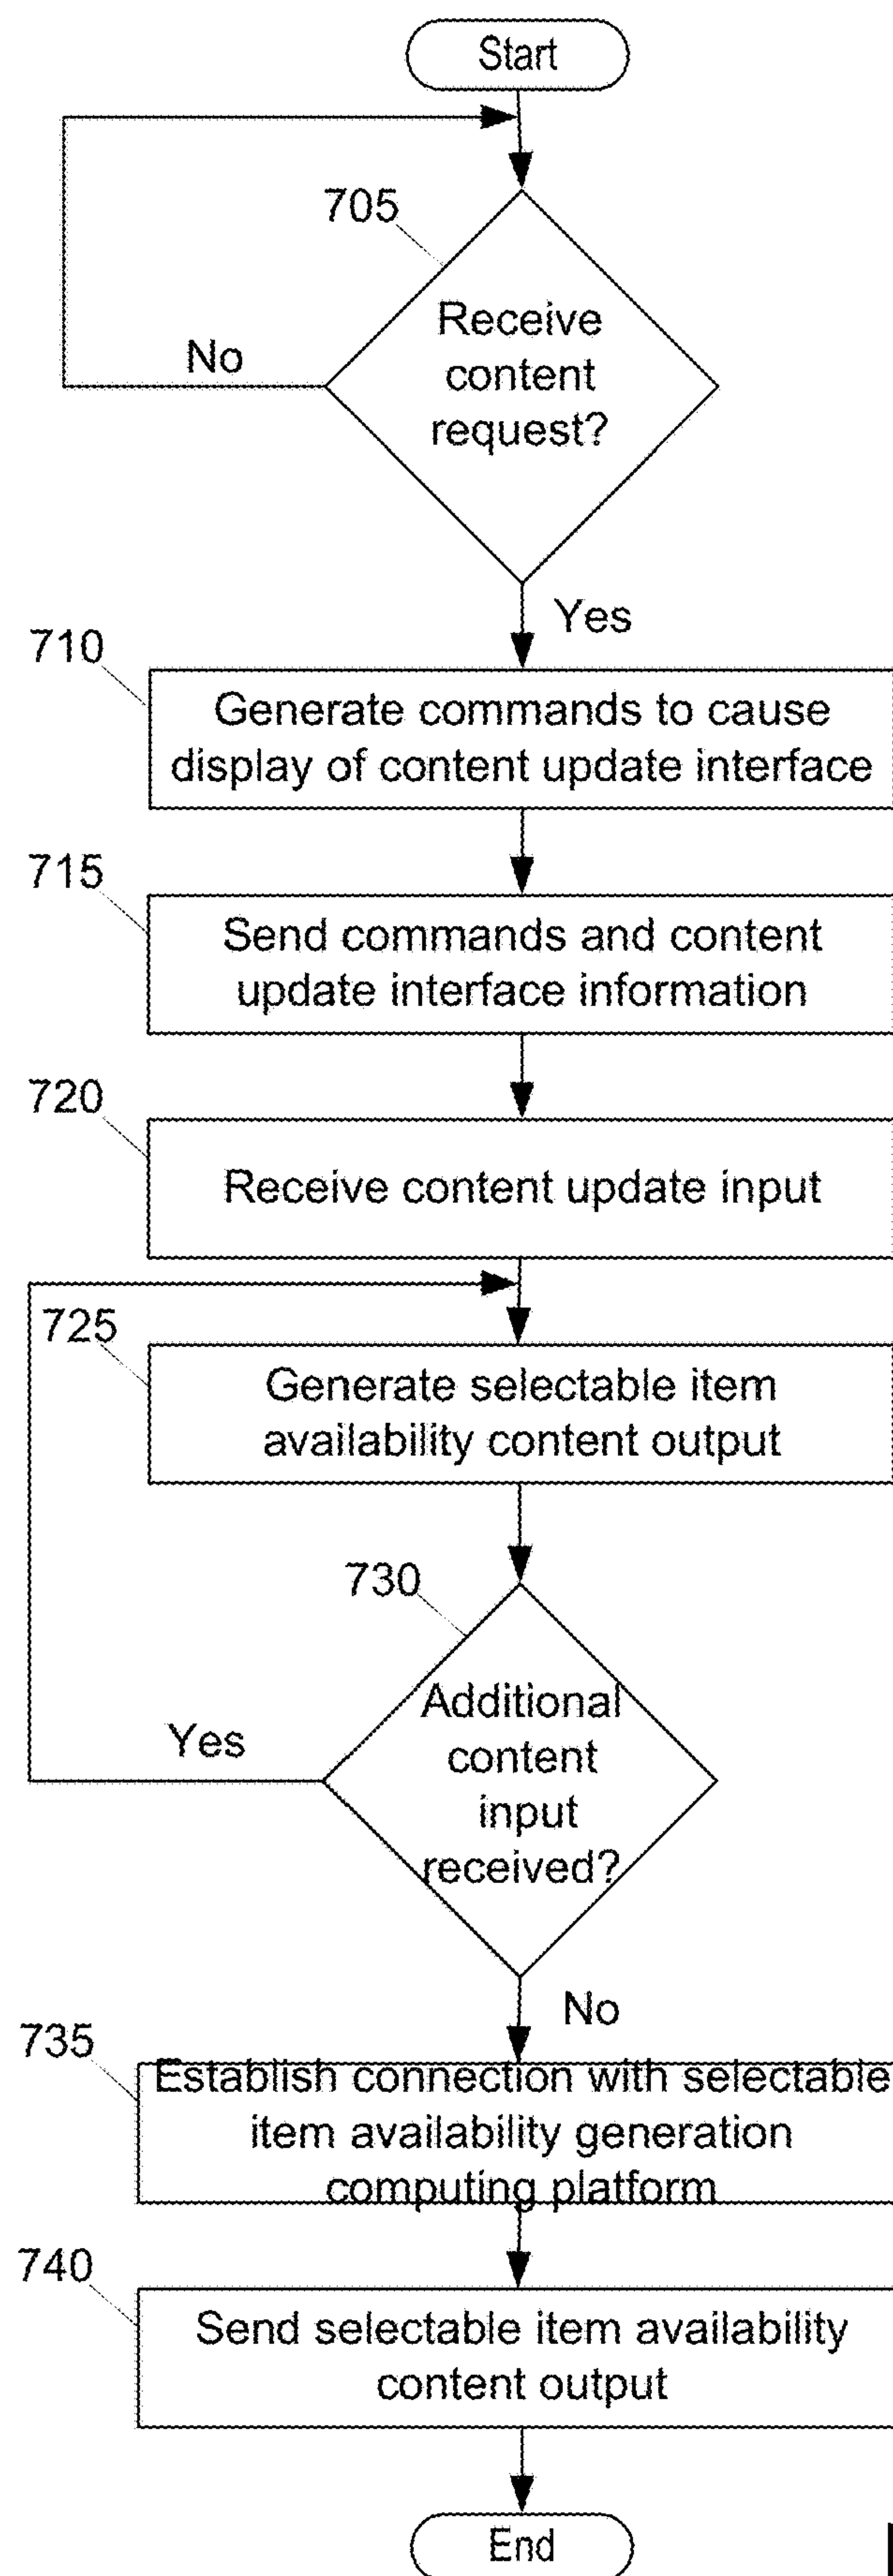 Start
705
Receive
content
request?
No
Yes
710
Generate commands to cause
display of content update interface
715
Send commands and content
update interface information
720
Receive content update input
725
Generate selectable item
availability content output
730
Additional
content
input
received?
Yes
No
735
Establish connection with selectable
item availability generation
computing platform
740
Send selectable item availability
content output
End